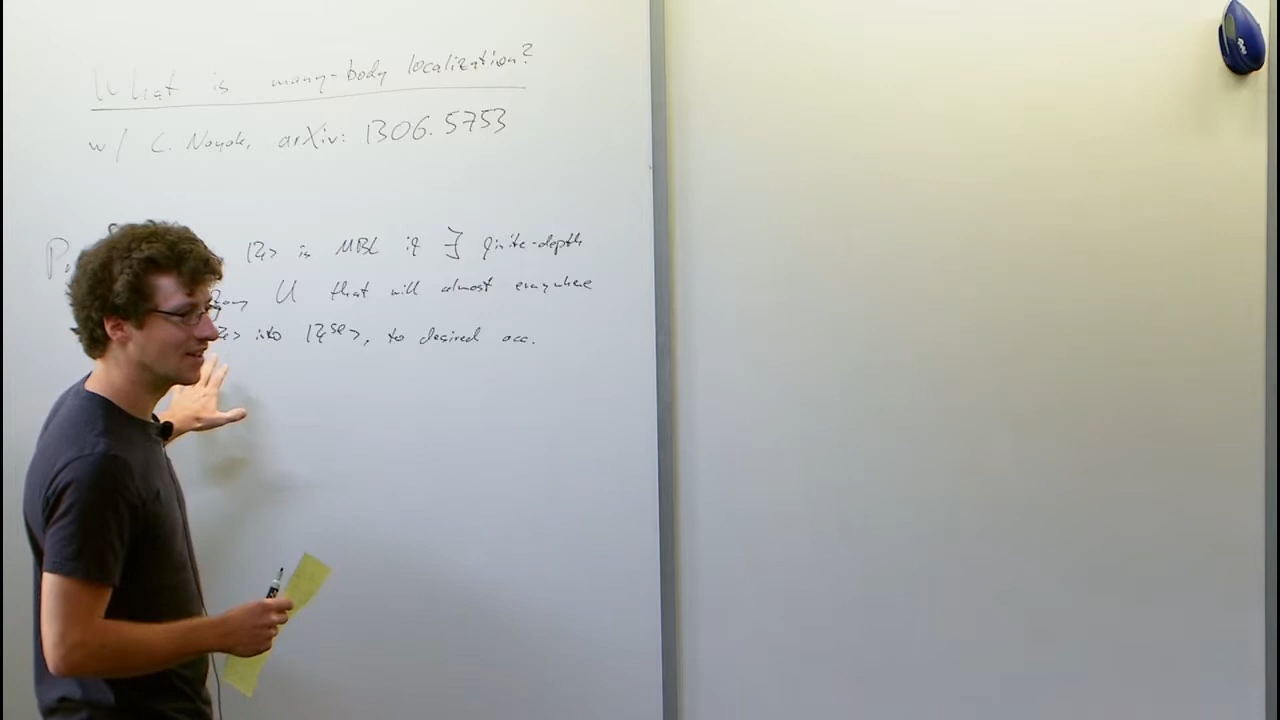 What is many-body localization?
w/ C. Nayak, arXiv: 1306.5753
|ψ> is MBL if ∃ finite-depth
U that will almost everywhere
into |ψˢᵉ>, to desired acc.